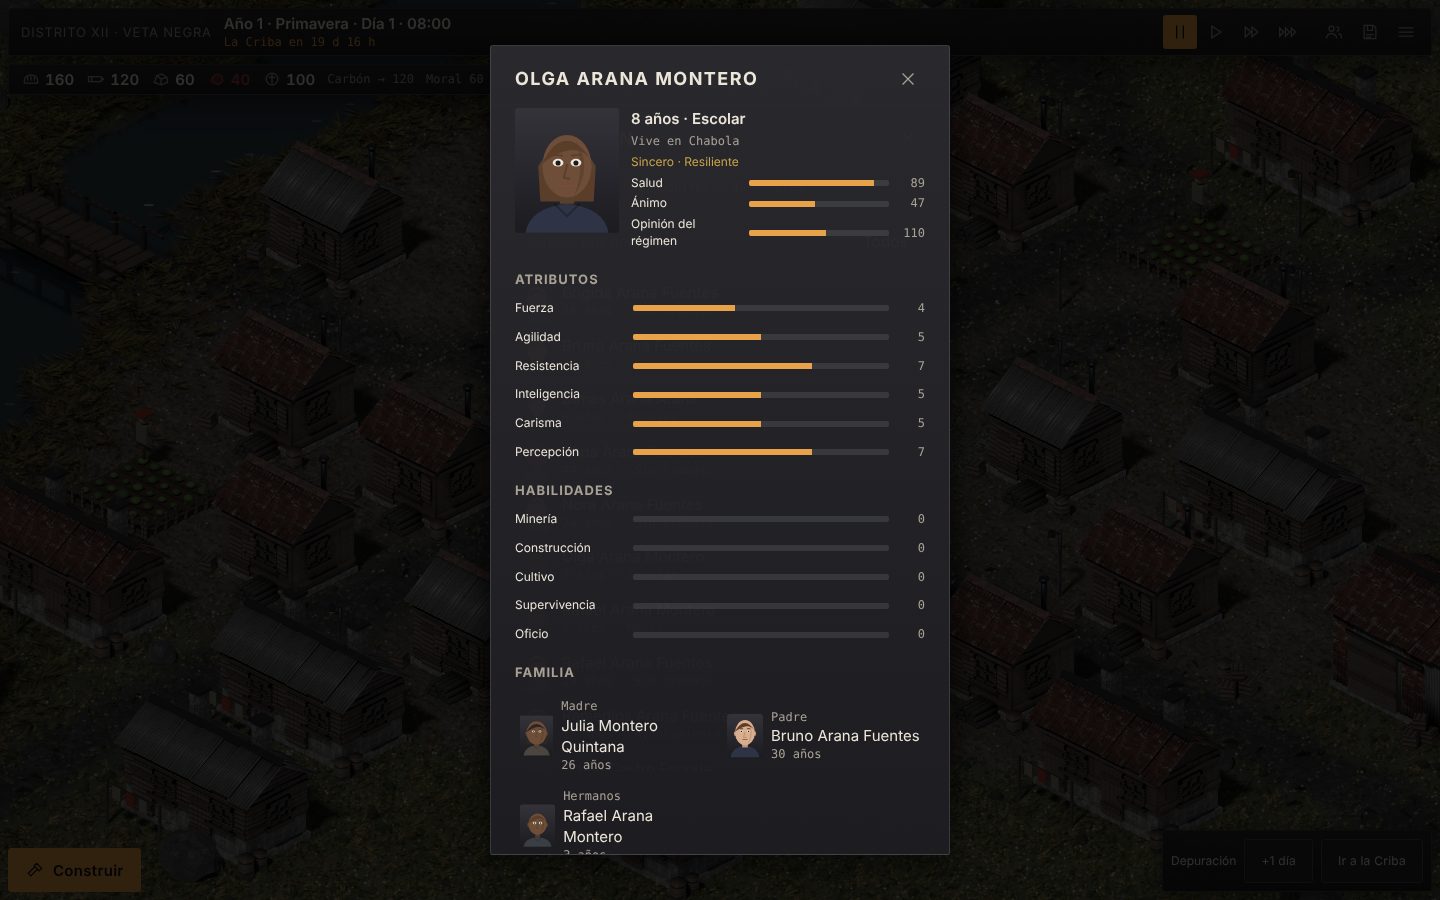 DISTRITO XII · VETA NEGRA
Año 1 · Primavera · Día 1 · 08:00
La Criba en 19 d 16 h
160 120 60 40 100 Carbón → 120 Moral 60
OLGA ARANA MONTERO
8 años · Escolar
Vive en Chabola
Sincero · Resiliente
Salud 89
Ánimo 47
Opinión del
régimen 110
ATRIBUTOS
Fuerza 4
Agilidad 5
Resistencia 7
Inteligencia 5
Carisma 5
Percepción 7
HABILIDADES
Minería 0
Construcción 0
Cultivo 0
Supervivencia 0
Oficio 0
FAMILIA
Madre
Julia Montero
Quintana
26 años
Padre
Bruno Arana Fuentes
30 años
Hermanos
Rafael Arana
Montero
Construir
Depuración +1 día Ir a la Criba